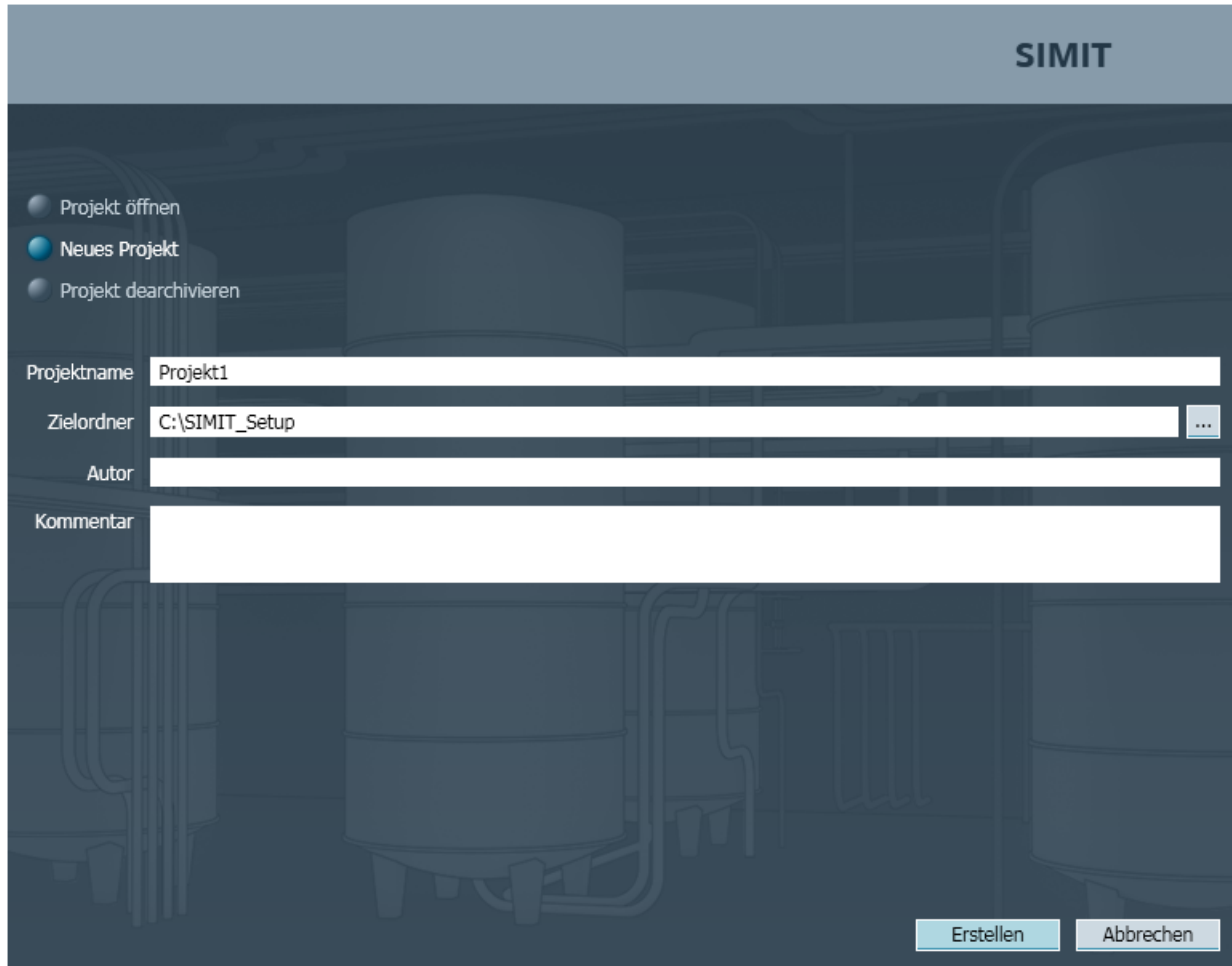 SIMIT
Projekt öffnen
Neues Projekt
Projekt dearchivieren
Projektname Projekt1
Zielordner C:\SIMIT_Setup ...
Autor
Kommentar
Erstellen Abbrechen